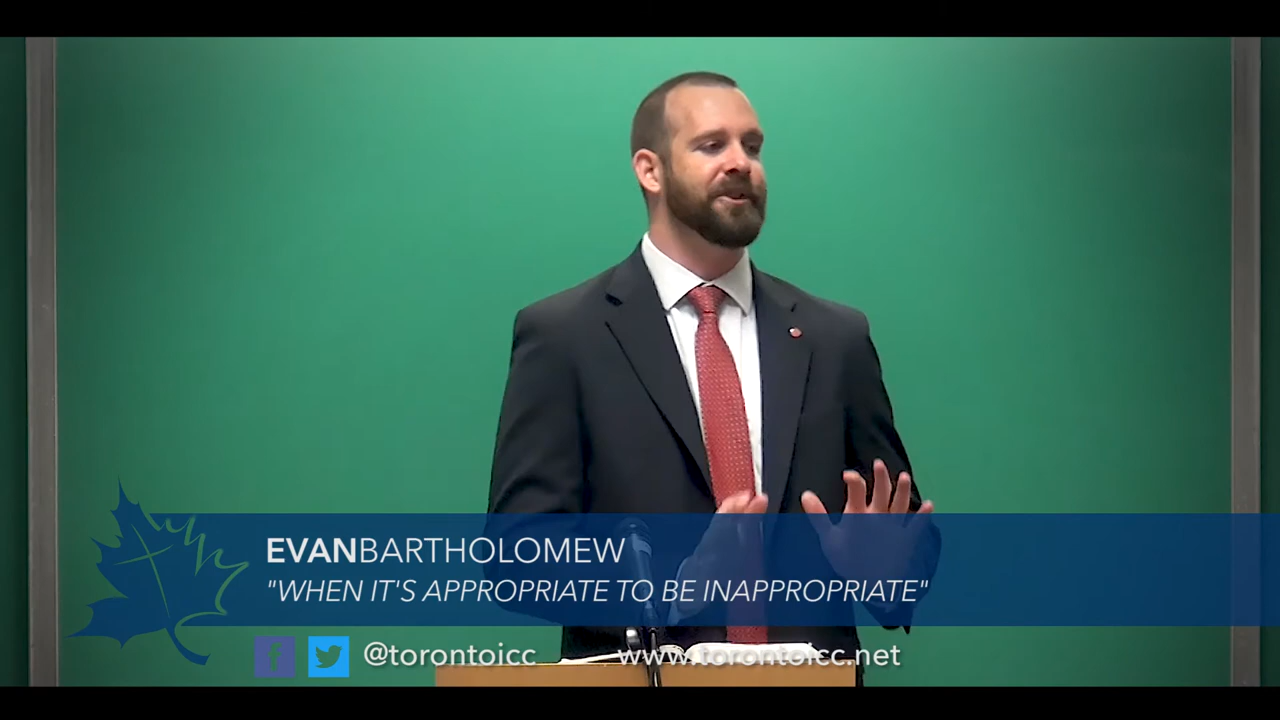 EVANBARTHOLOMEW
"WHEN IT'S APPROPRIATE TO BE INAPPROPRIATE"
@torontoicc www.torontoicc.net